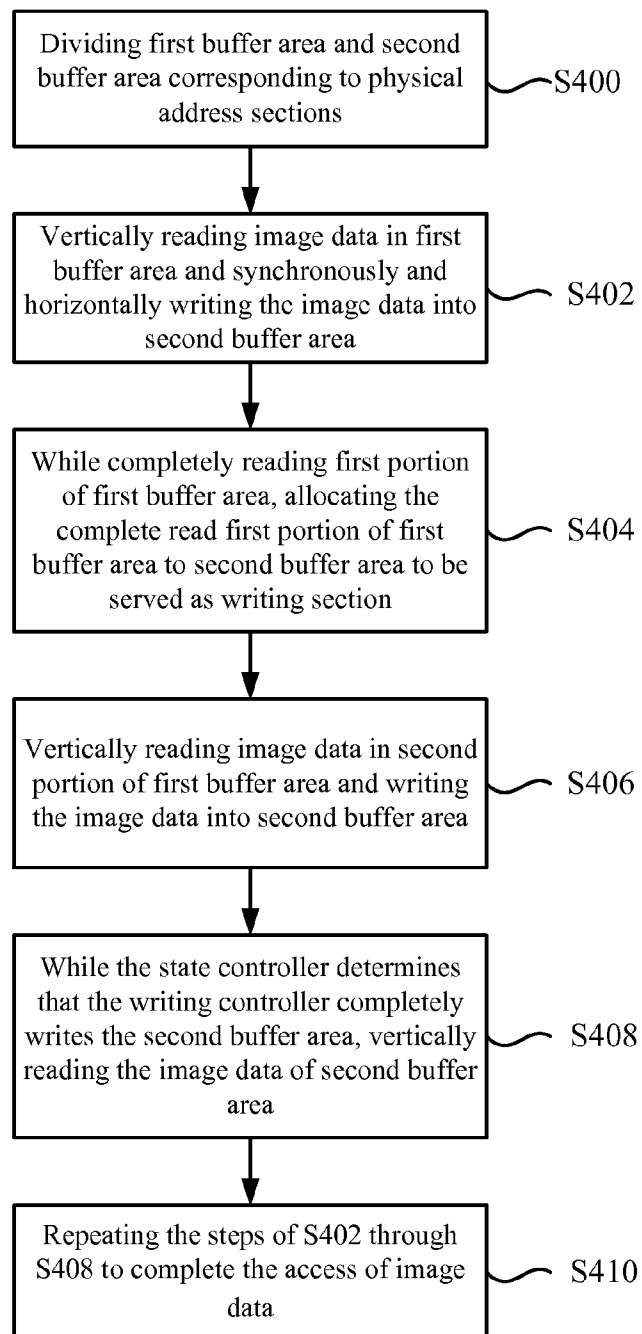 Dividing first buffer area and second
buffer area corresponding to physical
address sections
S400
Vertically reading image data in first
buffer area and synchronously and
horizontally writing the image data into
second buffer area
S402
While completely reading first portion
of first buffer area, allocating the
complete read first portion of first
buffer area to second buffer area to be
served as writing section
S404
Vertically reading image data in second
portion of first buffer area and writing
the image data into second buffer area
S406
While the state controller determines
that the writing controller completely
writes the second buffer area, vertically
reading the image data of second buffer
area
S408
Repeating the steps of S402 through
S408 to complete the access of image
data
S410